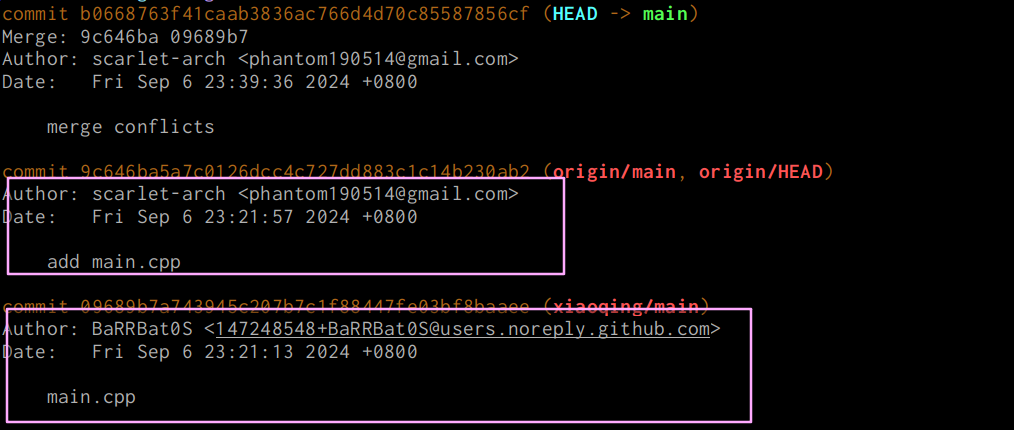 commit b0668763f41caab3836ac766d4d70c85587856cf (HEAD -> main)
Merge: 9c646ba 09689b7
Author: scarlet-arch <phantom190514@gmail.com>
Date:   Fri Sep 6 23:39:36 2024 +0800
merge conflicts
commit 9c646ba5a7c0126dcc4c727dd883c1c14b230ab2 (origin/main, origin/HEAD)
Author: scarlet-arch <phantom190514@gmail.com>
Date:   Fri Sep 6 23:21:57 2024 +0800
add main.cpp
commit 09689b7a743945c207b7c1f88447fe03bf8baaee (xiaoqing/main)
Author: BaRRBat0S <147248548+BaRRBat0S@users.noreply.github.com>
Date:   Fri Sep 6 23:21:13 2024 +0800
main.cpp